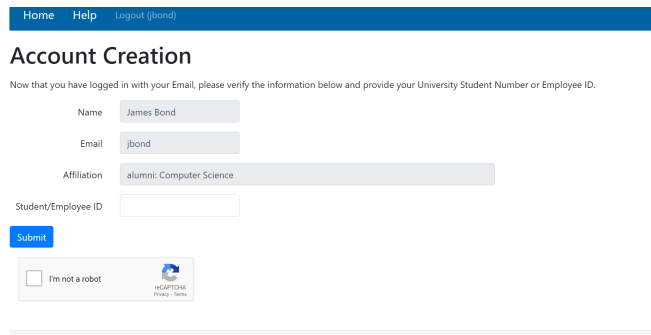 Home Help Logout (jbond)
Account Creation
Now that you have logged in with your Email, please verify the information below and provide your University Student Number or Employee ID.
Name James Bond
Email jbond
Affiliation alumni: Computer Science
Student/Employee ID
Submit
I'm not a robot
reCAPTCHA
Privacy - Terms